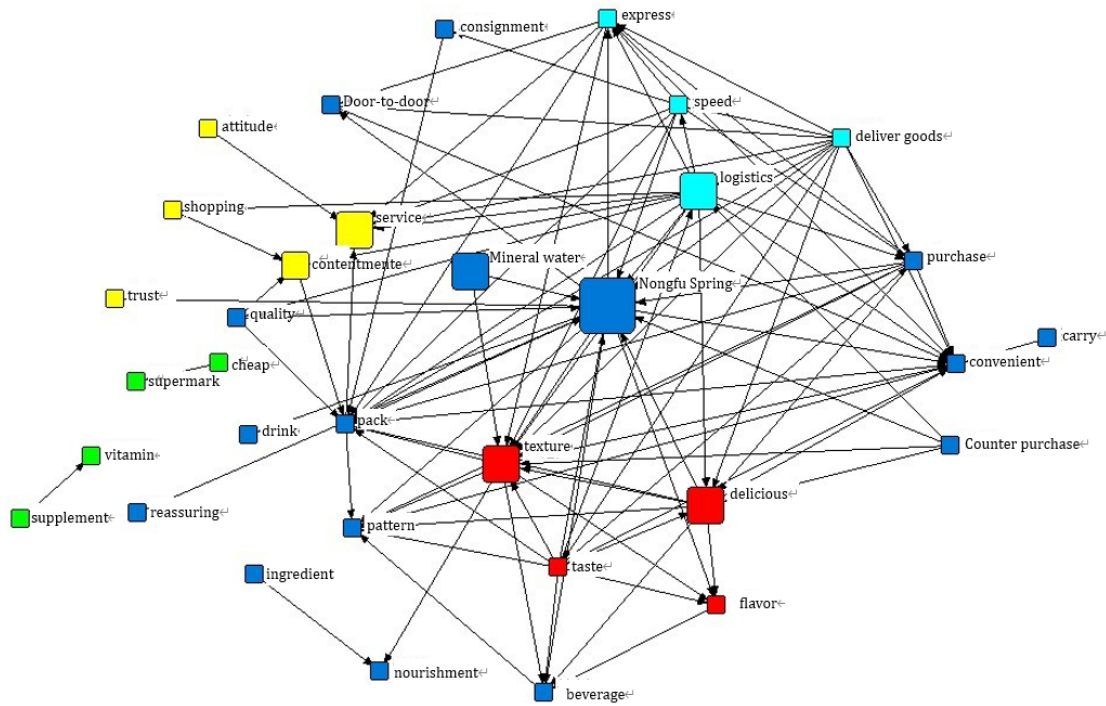 express
consignment
speed
Door-to-door
attitude
deliver goods
logistics
shopping
service
Mineral water
purchase
contentmente
Nongfu Spring
trust
quality
carry
cheap
convenient
supermark
pack
drink
texture
Counter purchase
vitamin
delicious
reassuring
supplement
pattern
taste
ingredient
flavor
nourishment
beverage